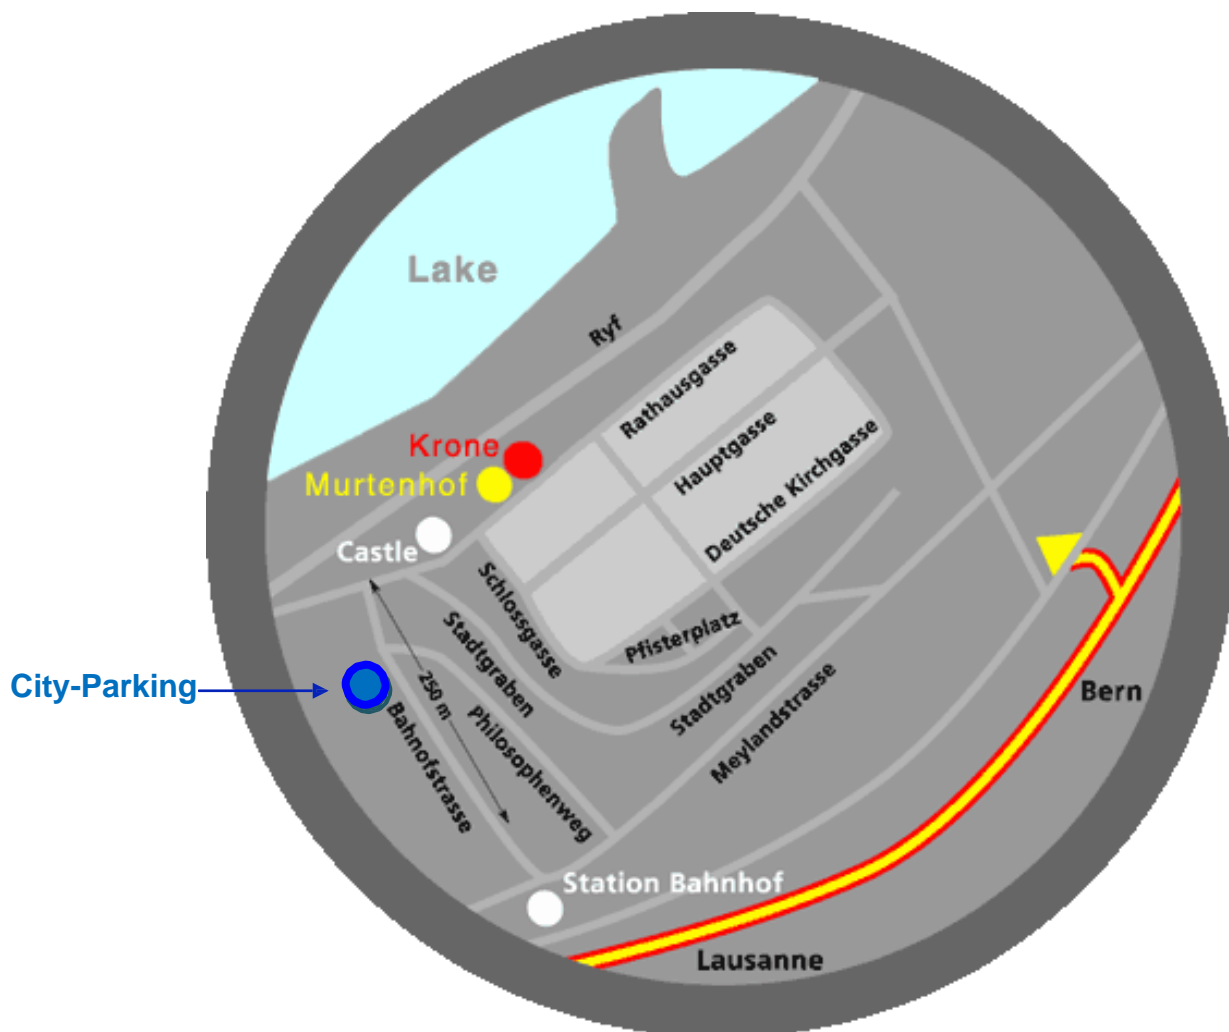 Lake
Ryf
Rathausgasse
Krone
Hauptgasse
Murtenhof
Deutsche Kirchgasse
Castle
Schlossgasse
Stadtgraben
Pfisterplatz
City-Parking
250 m
Stadtgraben
Bern
Bahnhofstrasse
Philosophenweg
Meylandstrasse
Station Bahnhof
Lausanne